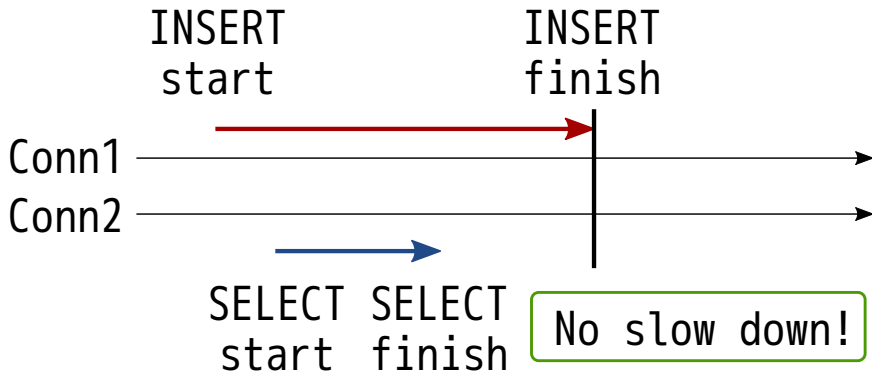 INSERT start
INSERT finish
Conn1
Conn2
SELECT start
SELECT finish
No slow down!